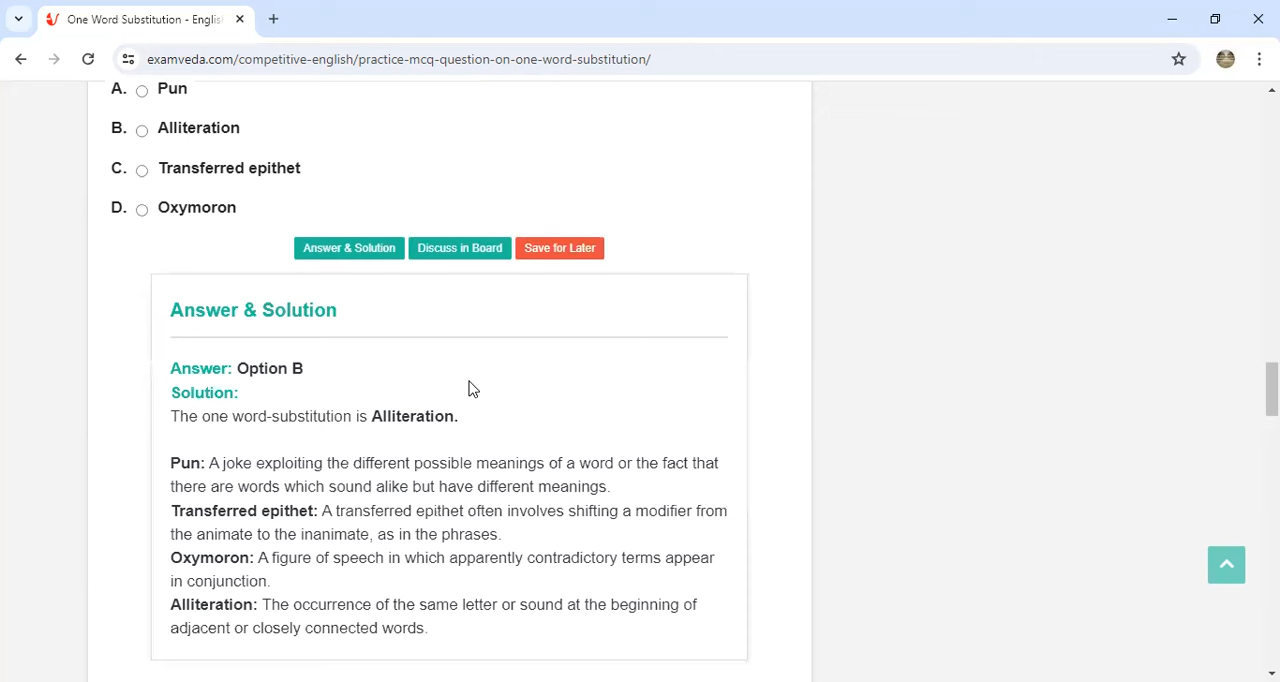 One Word Substitution - Englis
examveda.com/competitive-english/practice-mcq-question-on-one-word-substitution/
A. Pun
B. Alliteration
C. Transferred epithet
D. Oxymoron
Answer & Solution Discuss in Board Save for Later
Answer & Solution
Answer: Option B
Solution:
The one word-substitution is Alliteration.
Pun: A joke exploiting the different possible meanings of a word or the fact that
there are words which sound alike but have different meanings.
Transferred epithet: A transferred epithet often involves shifting a modifier from
the animate to the inanimate, as in the phrases.
Oxymoron: A figure of speech in which apparently contradictory terms appear
in conjunction.
Alliteration: The occurrence of the same letter or sound at the beginning of
adjacent or closely connected words.